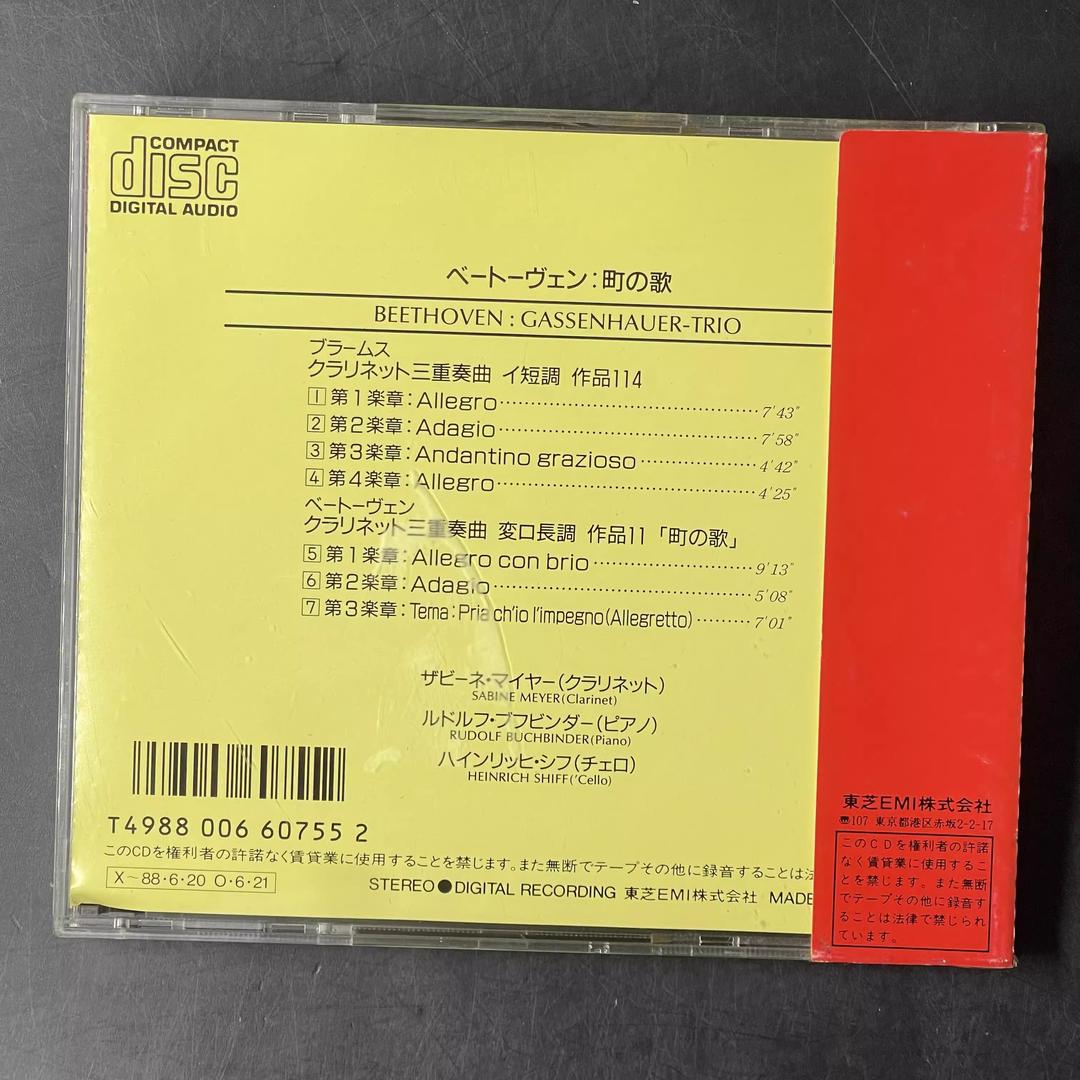 COMPACT
disc
DIGITAL AUDIO
ベートーヴェン:町の歌
BEETHOVEN : GASSENHAUER-TRIO
ブラームス
クラリネット三重奏曲 イ短調 作品114
1 第1楽章:Allegro 7'43"
2 第2楽章:Adagio 7'58"
3 第3楽章:Andantino grazioso 4'42"
4 第4楽章:Allegro 4'25"
ベートーヴェン
クラリネット三重奏曲 変ロ長調 作品11「町の歌」
5 第1楽章:Allegro con brio 9'13"
6 第2楽章:Adagio 5'08"
7 第3楽章:Tema:Pria ch'io l'impegno(Allegretto) 7'01"
ザビーネ・マイヤー(クラリネット)
SABINE MEYER(Clarinet)
ルドルフ・ブフビンダー(ピアノ)
RUDOLF BUCHBINDER(Piano)
ハインリッヒ・シフ(チェロ)
HEINRICH SHIFF('Cello)
T4988 006 60755 2
このCDを権利者の許諾なく賃貸業に使用することを禁じます。また無断でテープその他に録音することは法
X~88・6・20 O・6・21
STEREO●DIGITAL RECORDING 東芝EMI株式会社 MADE
東芝EMI株式会社
〠107 東京都港区赤坂2-2-17
このCDを権利者の許諾
なく賃貸業に使用するこ
とを禁じます。また無断
でテープその他に録音す
ることは法律で禁じられ
ています。